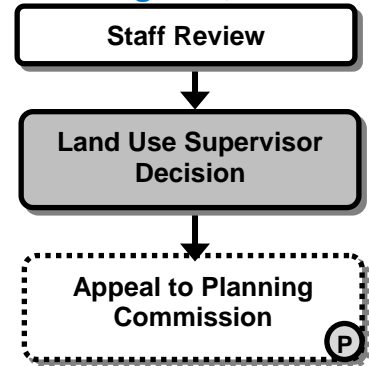 Staff Review
Land Use Supervisor
Decision
Appeal to Planning
Commission
P